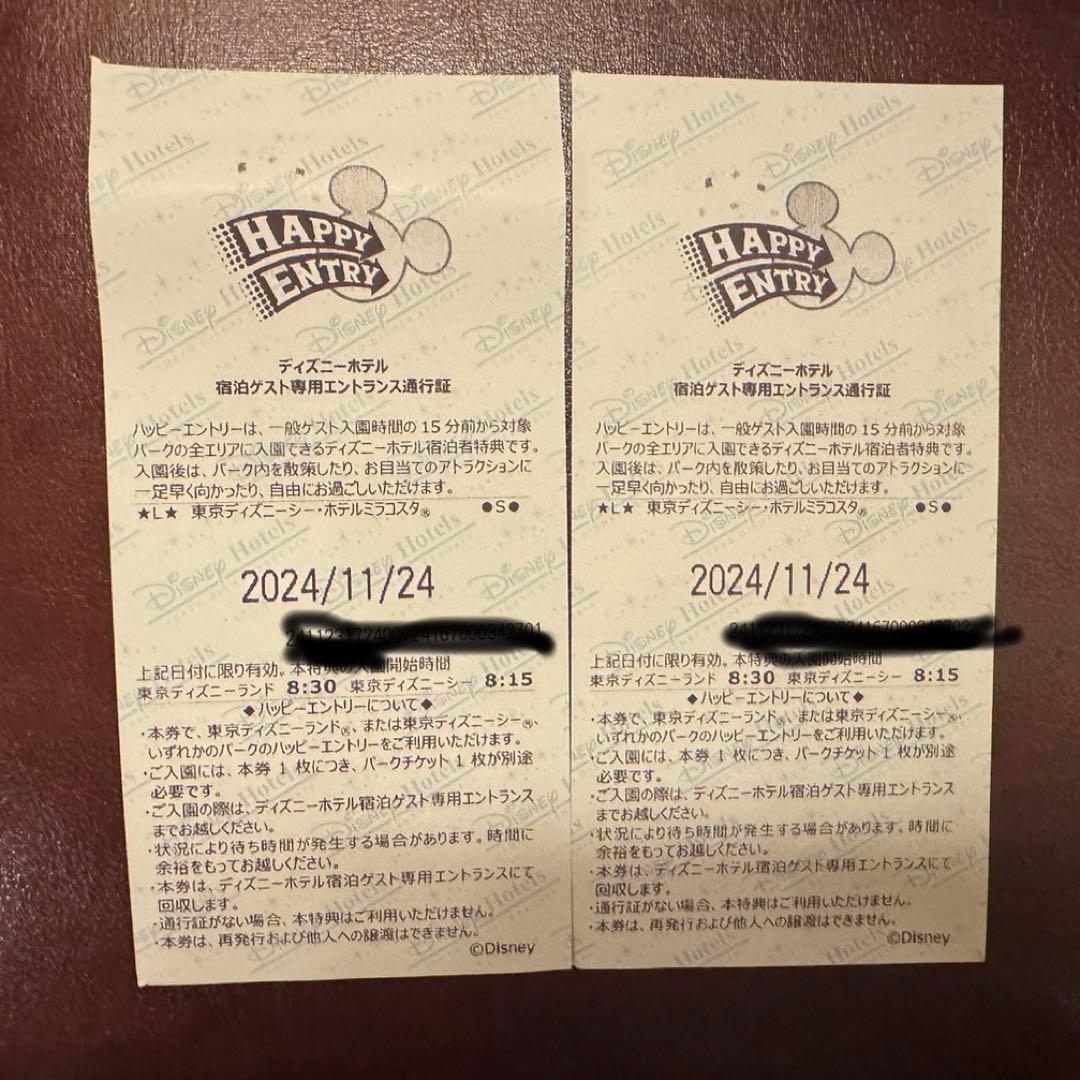 HAPPY
ENTRY
ディズニーホテル
宿泊ゲスト専用エントランス通行証
ハッピーエントリーは、一般ゲスト入園時間の15分前から対象
パークの全エリアに入園できるディズニーホテル宿泊者特典です。
入園後は、パーク内を散策したり、お目当てのアトラクションに
一足早く向かったり、自由にお過ごしいただけます。
★L★ 東京ディズニーシー・ホテルミラコスタ® ●S●
2024/11/24
上記日付に限り有効。本特典の入園開始時間
東京ディズニーランド 8:30 東京ディズニーシー 8:15
◆ハッピーエントリーについて◆
・本券で、東京ディズニーランド®、または東京ディズニーシー®、
いずれかのパークのハッピーエントリーをご利用いただけます。
・ご入園には、本券 1 枚につき、パークチケット 1 枚が別途
必要です。
・ご入園の際は、ディズニーホテル宿泊ゲスト専用エントランス
までお越しください。
・状況により待ち時間が発生する場合があります。時間に
余裕をもってお越しください。
・本券は、ディズニーホテル宿泊ゲスト専用エントランスにて
回収します。
・通行証がない場合、本特典はご利用いただけません。
・本券は、再発行および他人への譲渡はできません。
©Disney
HAPPY
ENTRY
ディズニーホテル
宿泊ゲスト専用エントランス通行証
ハッピーエントリーは、一般ゲスト入園時間の15分前から対象
パークの全エリアに入園できるディズニーホテル宿泊者特典です。
入園後は、パーク内を散策したり、お目当てのアトラクションに
一足早く向かったり、自由にお過ごしいただけます。
★L★ 東京ディズニーシー・ホテルミラコスタ® ●S●
2024/11/24
上記日付に限り有効。本特典の入園開始時間
東京ディズニーランド 8:30 東京ディズニーシー 8:15
◆ハッピーエントリーについて◆
・本券で、東京ディズニーランド®、または東京ディズニーシー®、
いずれかのパークのハッピーエントリーをご利用いただけます。
・ご入園には、本券 1 枚につき、パークチケット 1 枚が別途
必要です。
・ご入園の際は、ディズニーホテル宿泊ゲスト専用エントランス
までお越しください。
・状況により待ち時間が発生する場合があります。時間に
余裕をもってお越しください。
・本券は、ディズニーホテル宿泊ゲスト専用エントランスにて
回収します。
・通行証がない場合、本特典はご利用いただけません。
・本券は、再発行および他人への譲渡はできません。
©Disney